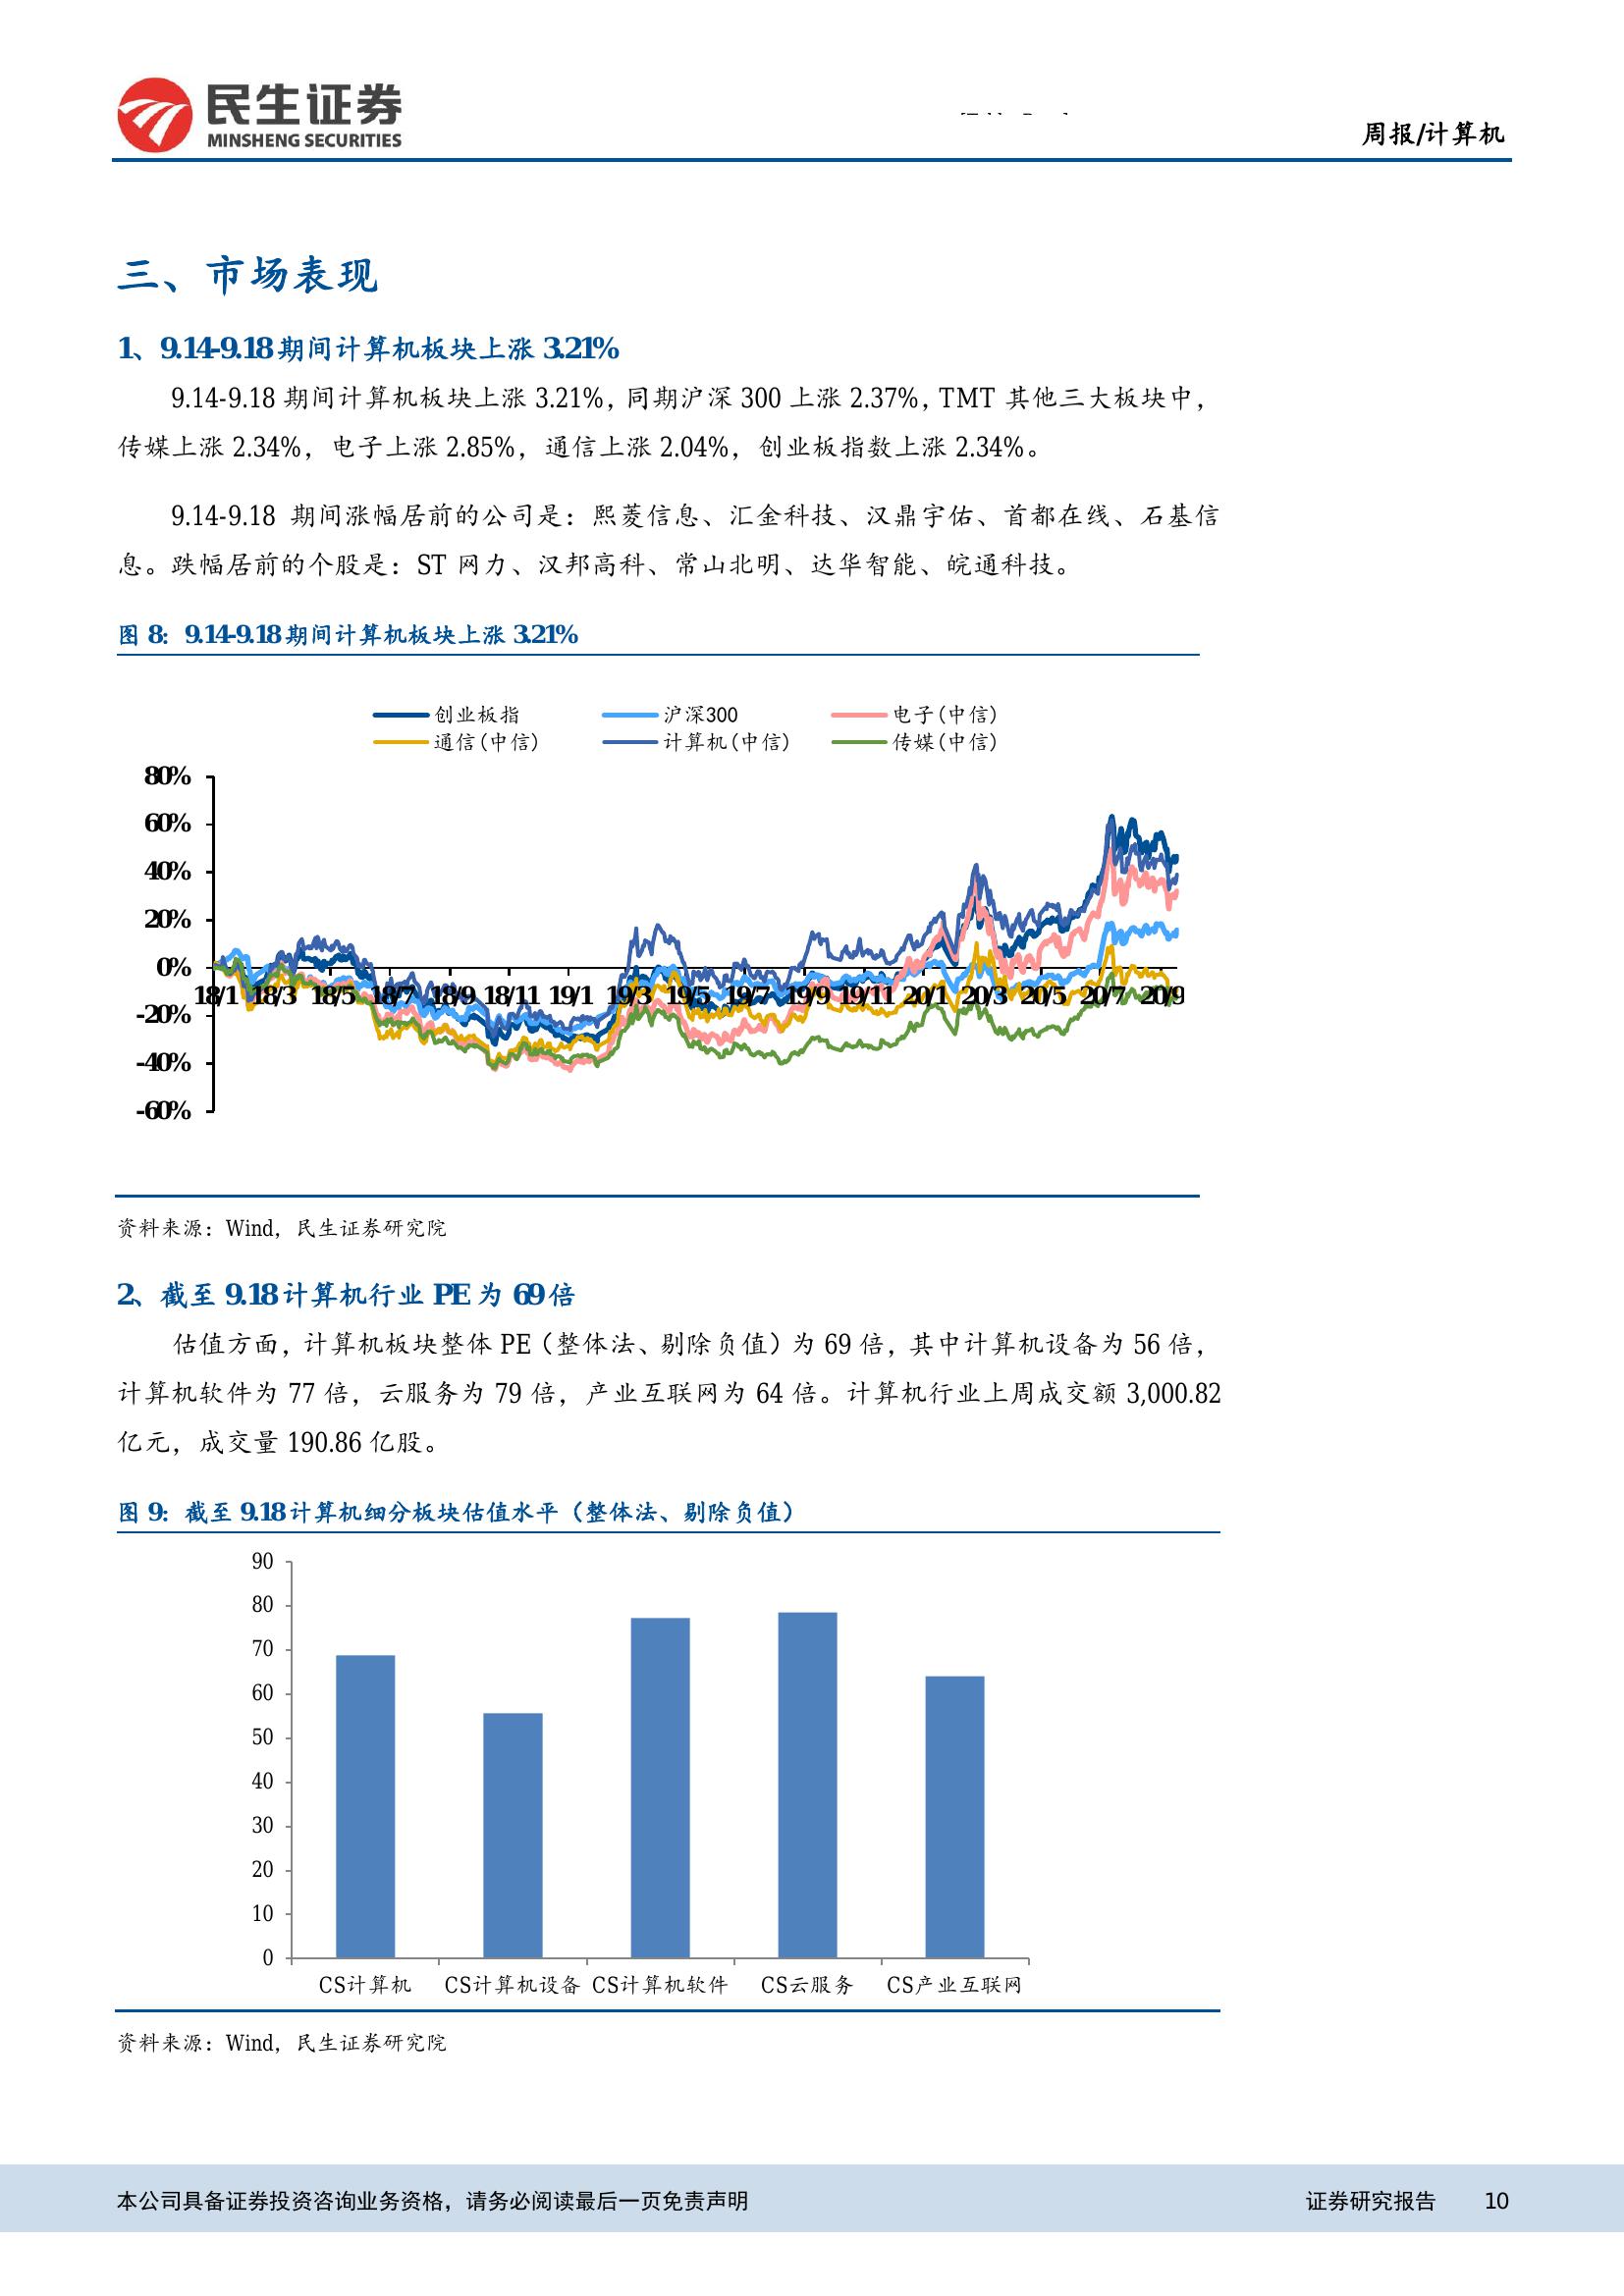 民生证券
MINSHENG SECURITIES
周报/计算机
三、市场表现
1、9.14-9.18期间计算机板块上涨 3.21%
9.14-9.18 期间计算机板块上涨 3.21%，同期沪深 300 上涨 2.37%，TMT 其他三大板块中，
传媒上涨 2.34%，电子上涨 2.85%，通信上涨 2.04%，创业板指数上涨 2.34%。
9.14-9.18 期间涨幅居前的公司是：熙菱信息、汇金科技、汉鼎宇佑、首都在线、石基信
息。跌幅居前的个股是：ST 网力、汉邦高科、常山北明、达华智能、皖通科技。
图 8：9.14-9.18期间计算机板块上涨 3.21%
创业板指 沪深300 电子(中信)
通信(中信) 计算机(中信) 传媒(中信)
80%
60%
40%
20%
0%
18/1 18/3 18/5 18/7 18/9 18/11 19/1 19/3 19/5 19/7 19/9 19/11 20/1 20/3 20/5 20/7 20/9
-20%
-40%
-60%
资料来源：Wind，民生证券研究院
2、截至 9.18计算机行业 PE 为 69倍
估值方面，计算机板块整体 PE（整体法、剔除负值）为 69 倍，其中计算机设备为 56 倍，
计算机软件为 77 倍，云服务为 79 倍，产业互联网为 64 倍。计算机行业上周成交额 3,000.82
亿元，成交量 190.86 亿股。
图 9：截至 9.18计算机细分板块估值水平（整体法、剔除负值）
90
80
70
60
50
40
30
20
10
0
CS计算机 CS计算机设备 CS计算机软件 CS云服务 CS产业互联网
资料来源：Wind，民生证券研究院
本公司具备证券投资咨询业务资格，请务必阅读最后一页免责声明 证券研究报告 10